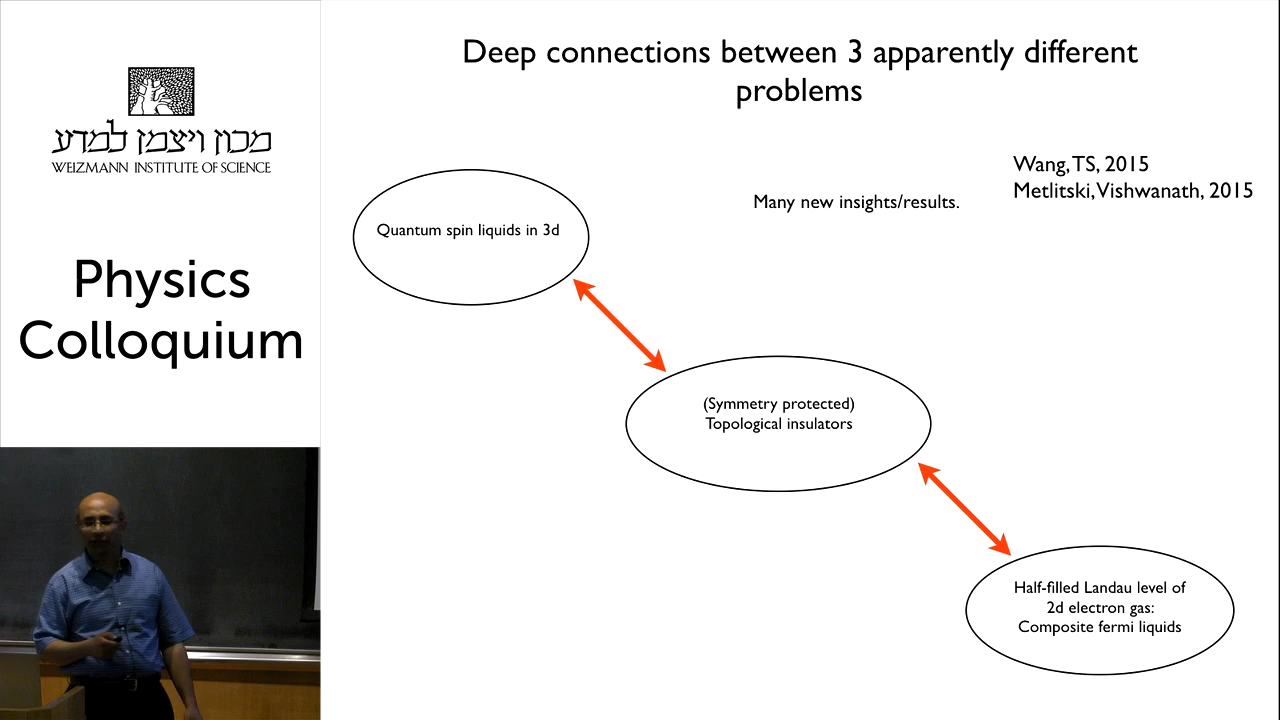 מכון ויצמן למדע
WEIZMANN INSTITUTE OF SCIENCE
Physics
Colloquium
Deep connections between 3 apparently different
problems
Wang, TS, 2015
Metlitski, Vishwanath, 2015
Many new insights/results.
Quantum spin liquids in 3d
(Symmetry protected)
Topological insulators
Half-filled Landau level of
2d electron gas:
Composite fermi liquids